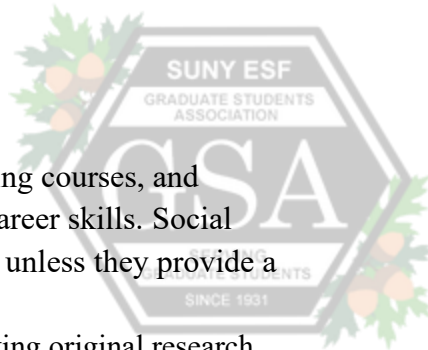 SUNY ESF
GRADUATE STUDENTS
ASSOCIATION
GSA
ng courses, and
areer skills. Social
unless they provide a
SERVING
GRADUATE STUDENTS
SINCE 1931
ting original research